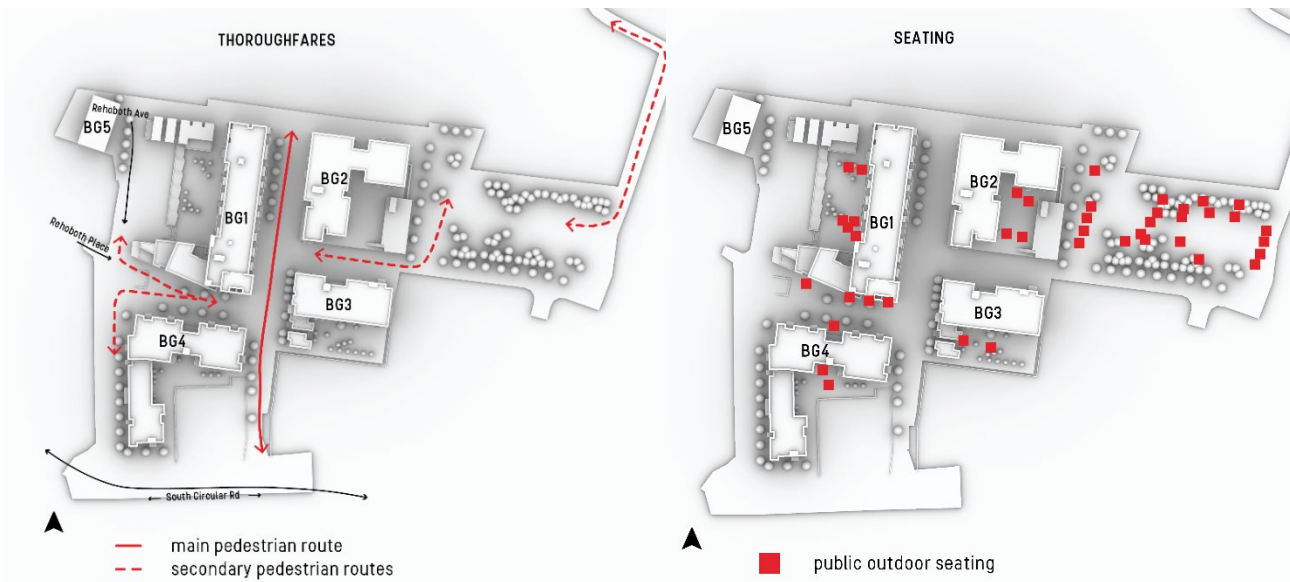 THOROUGHFARES
Rehoboth Ave
BG5
BG1
BG2
Rehoboth Place
BG3
BG4
South Circular Rd
main pedestrian route
secondary pedestrian routes
SEATING
BG5
BG2
BG1
BG3
BG4
public outdoor seating